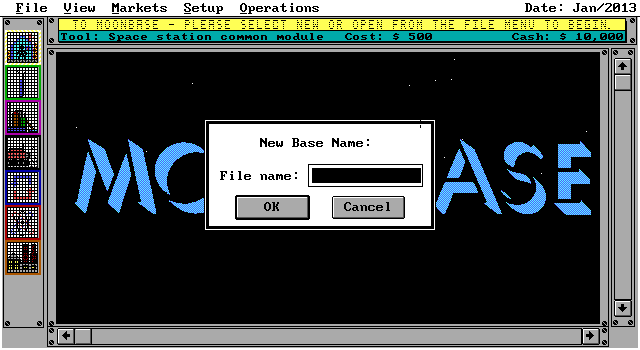 File View Markets Setup Operations Date: Jan/2013
TO MOONBASE - PLEASE SELECT NEW OR OPEN FROM THE FILE MENU TO BEGIN.
Tool: Space station common module Cost: $ 500 Cash: $ 10,000
New Base Name:
File name:
OK Cancel
MO ASE